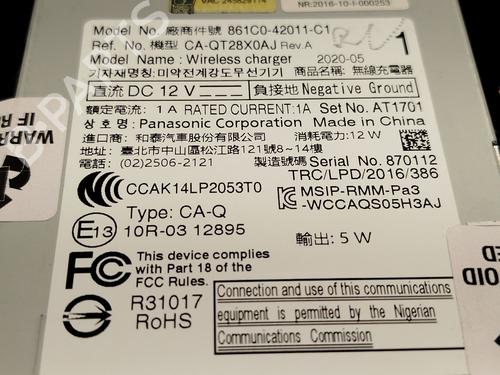 VAC 245829114
NR:2016-10-I-000253
Model No. 廠商件號 861C0-42011-C1
Ref. No. 機型 CA-QT28X0AJ Rev.A
1
Model Name : Wireless charger 2020-05
기자재명칭: 미약전계강도무선기기 商品名稱: 無線充電器
直流 DC 12 V 負接地 Negative Ground
額定電流: 1 A RATED CURRENT:1A Set No. AT1701
상 호 명 : Panasonic Corporation Made in China
進口商: 和泰汽車股份有限公司 消耗電力:12 W
地址: 臺北市中山區松江路121號8～14樓
電話:(02)2506-2121 製造號碼 Serial No. 870112
CCC CCAK14LP2053T0 TRC/LPD/2016/386
MSIP-RMM-Pa3
-WCCAQS05H3AJ
Type: CA-Q
E13 10R-03 12895
輸出: 5 W
FC This device complies
with Part 18 of the
FCC Rules.
R31017
RoHS
Connection and use of this communications
equipment is permitted by the Nigerian
Communications Commission
WARR
IF RE
VOID